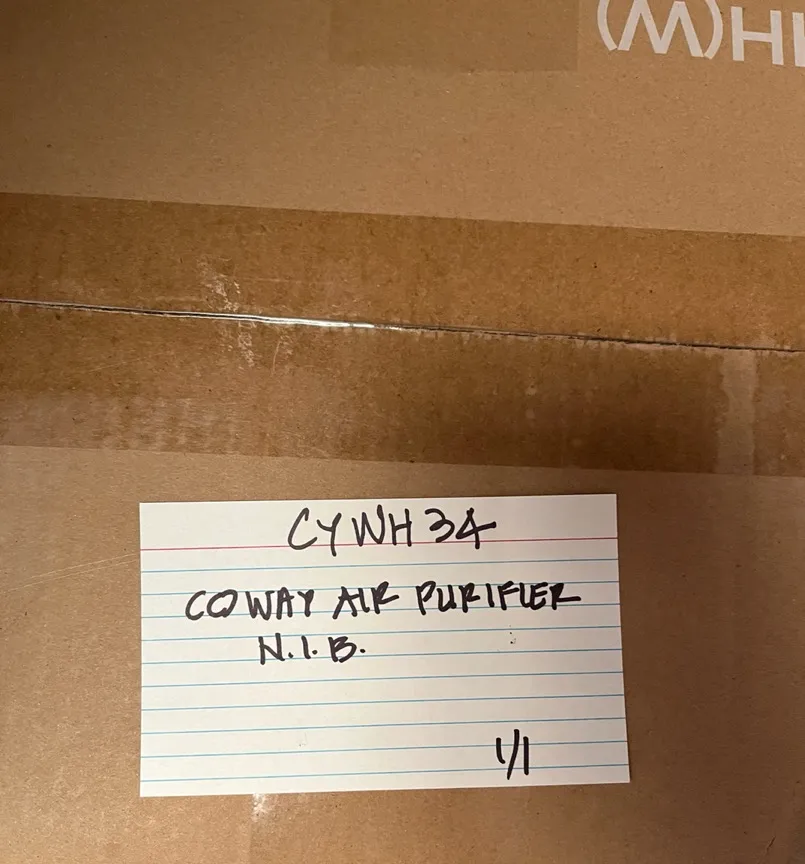 (W)HI
CYWH34
COWAY AIR PURIFIER
N.I.B.
1/1